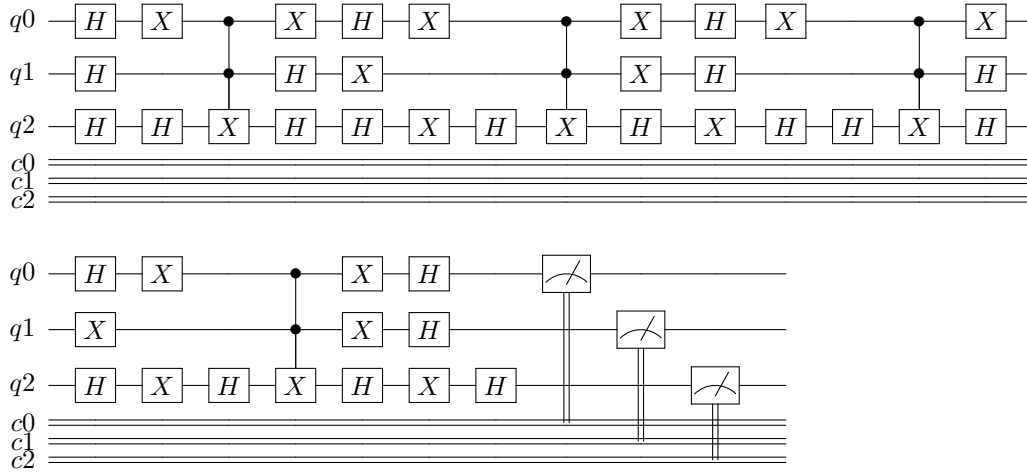 q0 H X X H X X H X X
q1 H H X X H H
q2 H H X H H X H X H X H H X H
c0
c1
c2
q0 H X X H
q1 X X H
q2 H X H X H X H
c0
c1
c2